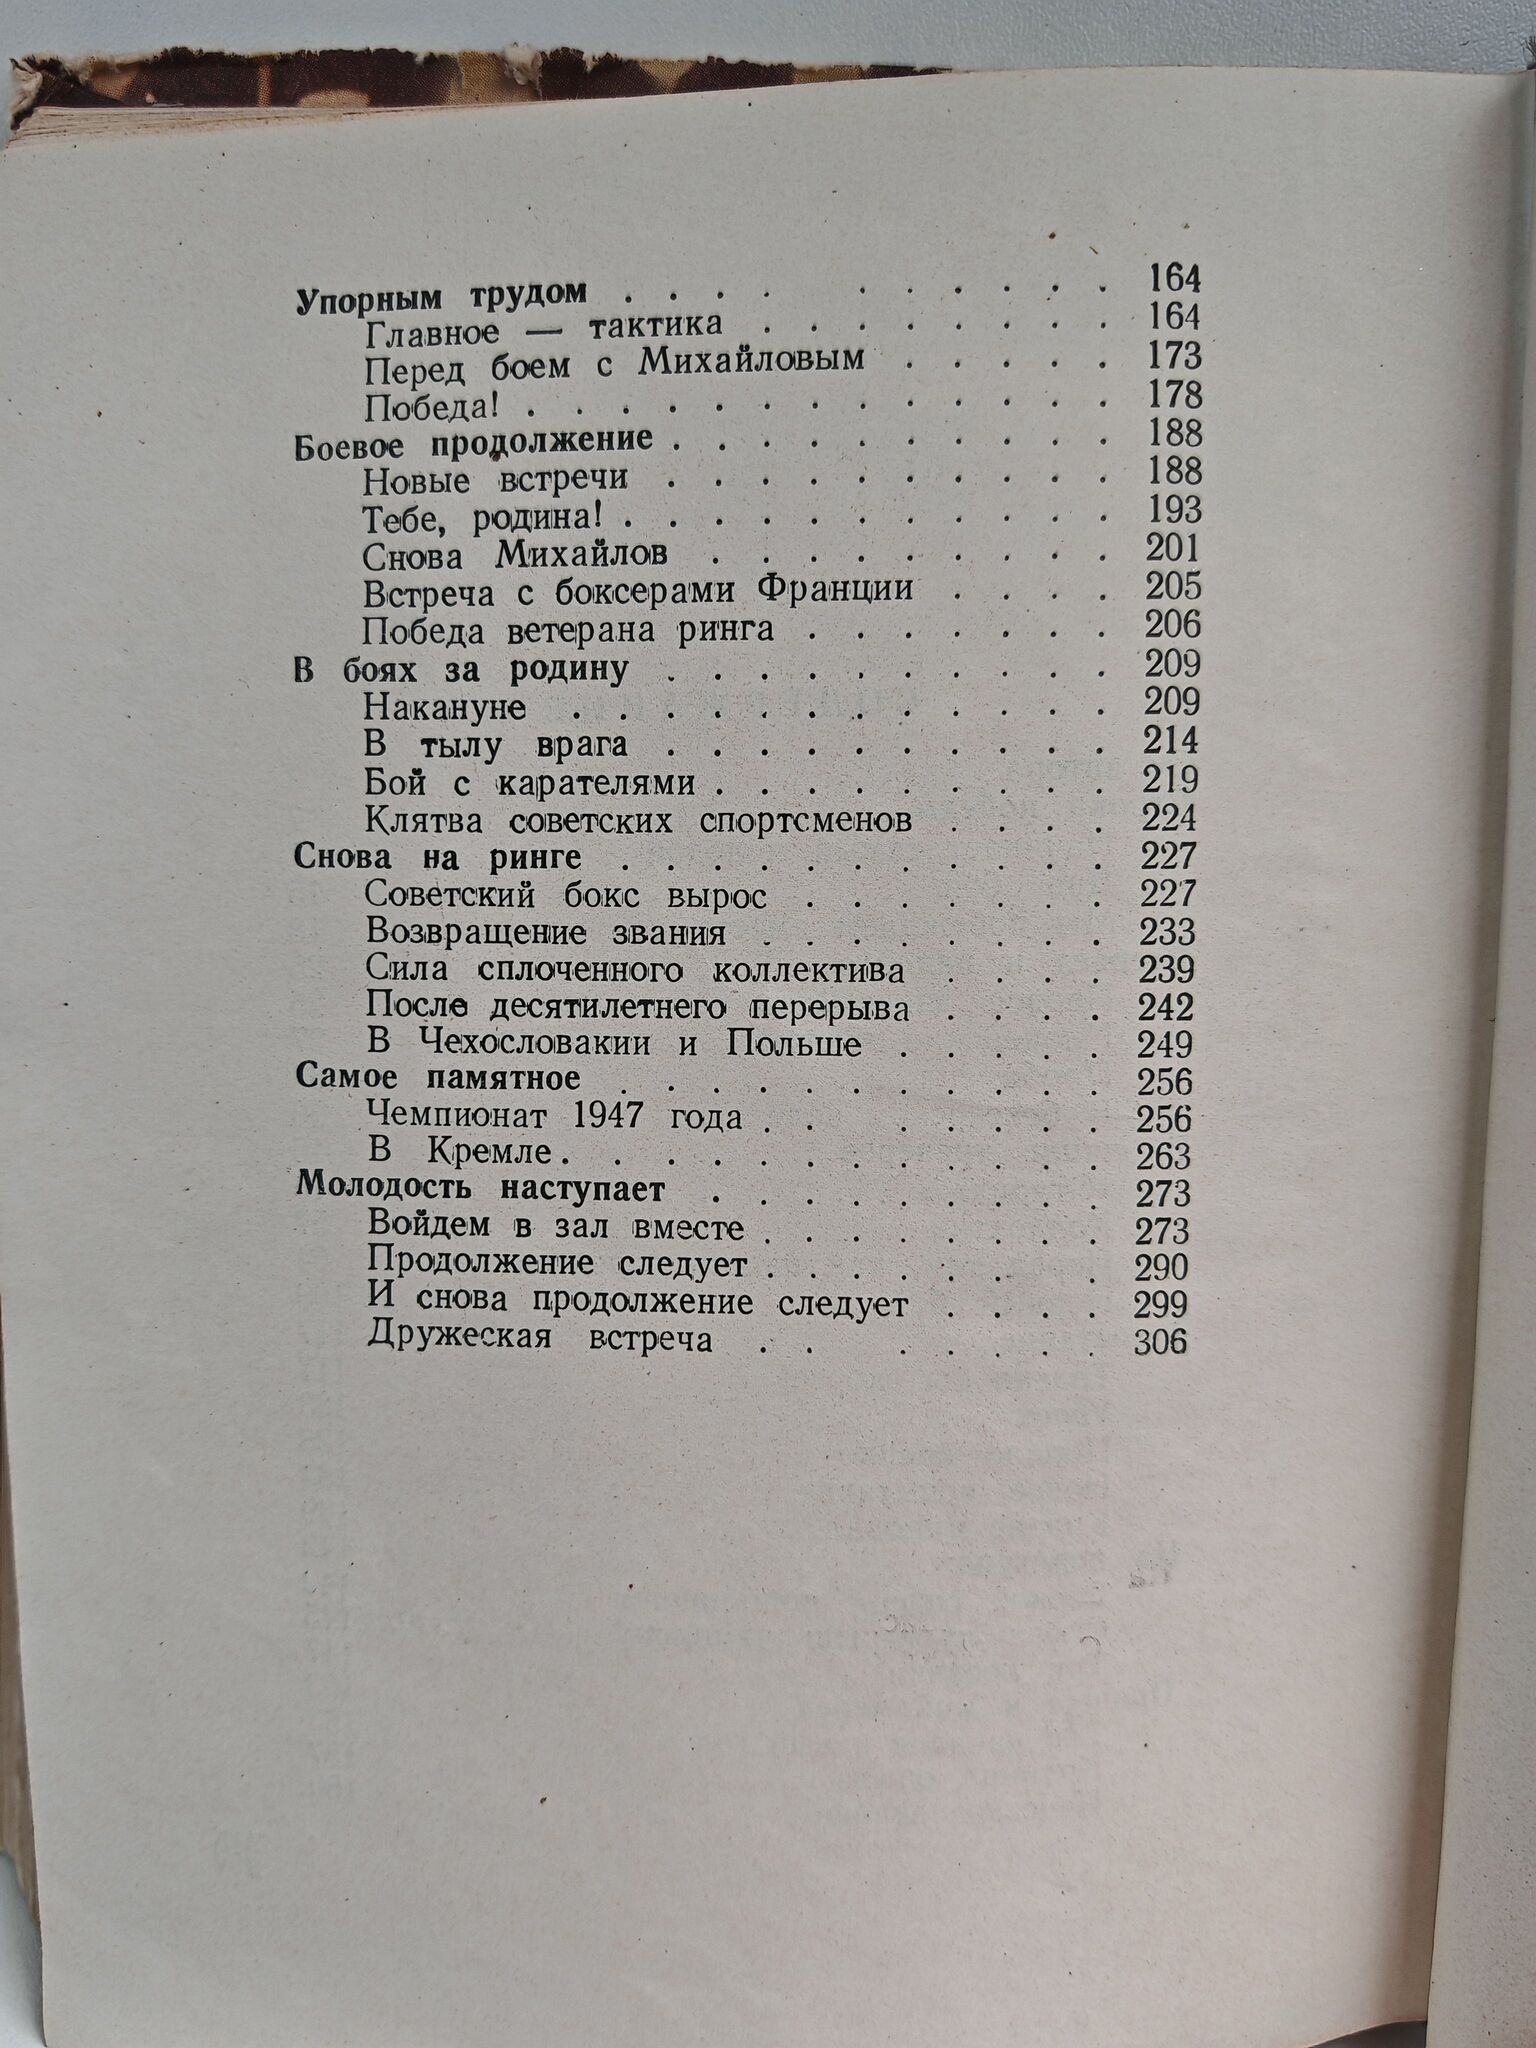 Упорным трудом . . . . . . . . . . 164
Главное — тактика . . . . . . . . 164
Перед боем с Михайловым . . . . . 173
Победа! . . . . . . . . . . . . . 178
Боевое продолжение . . . . . . . . . . 188
Новые встречи . . . . . . . . . . 188
Тебе, родина! . . . . . . . . . . . 193
Снова Михайлов . . . . . . . . . 201
Встреча с боксерами Франции . . . . 205
Победа ветерана ринга . . . . . . . 206
В боях за родину . . . . . . . . . . 209
Накануне . . . . . . . . . . . . 209
В тылу врага . . . . . . . . . . 214
Бой с карателями . . . . . . . . . 219
Клятва советских спортсменов . . . . 224
Снова на ринге . . . . . . . . . . . 227
Советский бокс вырос . . . . . . . 227
Возвращение звания . . . . . . . . 233
Сила сплоченного коллектива . . . . 239
После десятилетнего перерыва . . . . 242
В Чехословакии и Польше . . . . . 249
Самое памятное . . . . . . . . . . . 256
Чемпионат 1947 года . . . . . . . 256
В Кремле . . . . . . . . . . . . 263
Молодость наступает . . . . . . . . . 273
Войдем в зал вместе . . . . . . . . 273
Продолжение следует . . . . . . . 290
И снова продолжение следует . . . . 299
Дружеская встреча . . . . . . . 306